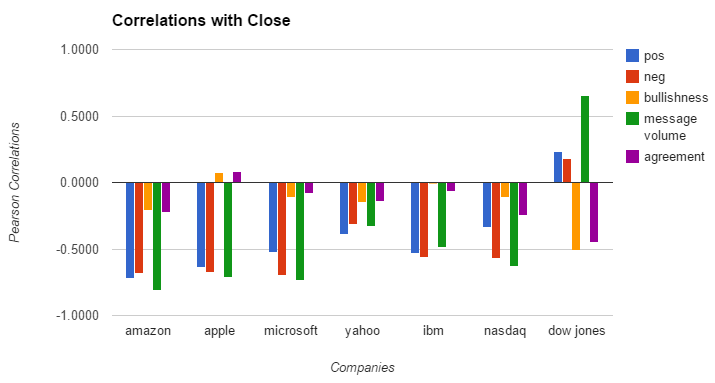 Correlations with Close
1.0000
0.5000
0.0000
-0.5000
-1.0000
Pearson Correlations
amazon
apple
microsoft
yahoo
ibm
nasdaq
dow jones
Companies
pos
neg
bullishness
message
volume
agreement